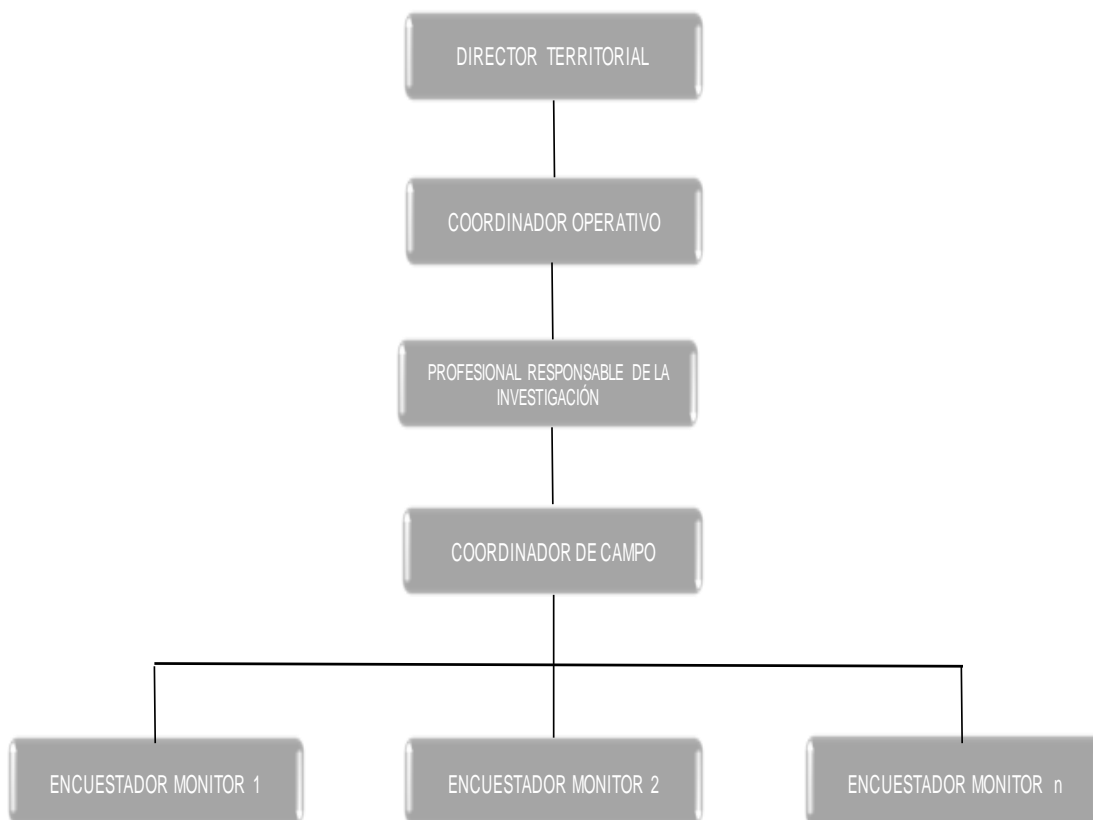 DIRECTOR TERRITORIAL
COORDINADOR OPERATIVO
PROFESIONAL RESPONSABLE DE LA
INVESTIGACIÓN
COORDINADOR DE CAMPO
ENCUESTADOR MONITOR 1
ENCUESTADOR MONITOR 2
ENCUESTADOR MONITOR n